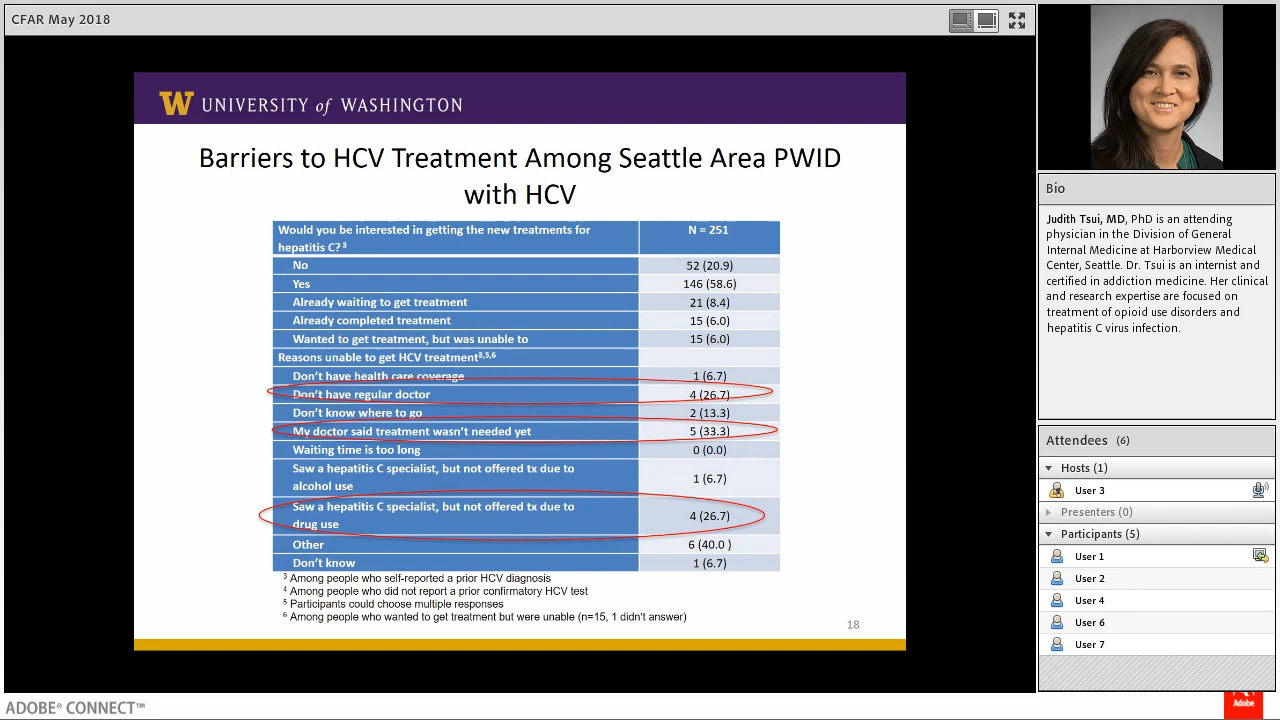 CFAR May 2018
W UNIVERSITY of WASHINGTON
Barriers to HCV Treatment Among Seattle Area PWID
with HCV
Would you be interested in getting the new treatments for
hepatitis C? 3
N = 251
No 52 (20.9)
Yes 146 (58.6)
Already waiting to get treatment 21 (8.4)
Already completed treatment 15 (6.0)
Wanted to get treatment, but was unable to 15 (6.0)
Reasons unable to get HCV treatment3,5,6
Don't have health care coverage 1 (6.7)
Don't have regular doctor 4 (26.7)
Don't know where to go 2 (13.3)
My doctor said treatment wasn't needed yet 5 (33.3)
Waiting time is too long 0 (0.0)
Saw a hepatitis C specialist, but not offered tx due to
alcohol use
1 (6.7)
Saw a hepatitis C specialist, but not offered tx due to
drug use
4 (26.7)
Other 6 (40.0 )
Don't know 1 (6.7)
3 Among people who self-reported a prior HCV diagnosis
4 Among people who did not report a prior confirmatory HCV test
5 Participants could choose multiple responses
6 Among people who wanted to get treatment but were unable (n=15, 1 didn't answer)
18
Bio
Judith Tsui, MD, PhD is an attending
physician in the Division of General
Internal Medicine at Harborview Medical
Center, Seattle. Dr. Tsui is an internist and
certified in addiction medicine. Her clinical
and research expertise are focused on
treatment of opioid use disorders and
hepatitis C virus infection.
Attendees (6)
Hosts (1)
User 3
Presenters (0)
Participants (5)
User 1
User 2
User 4
User 6
User 7
ADOBE® CONNECT™
Adobe